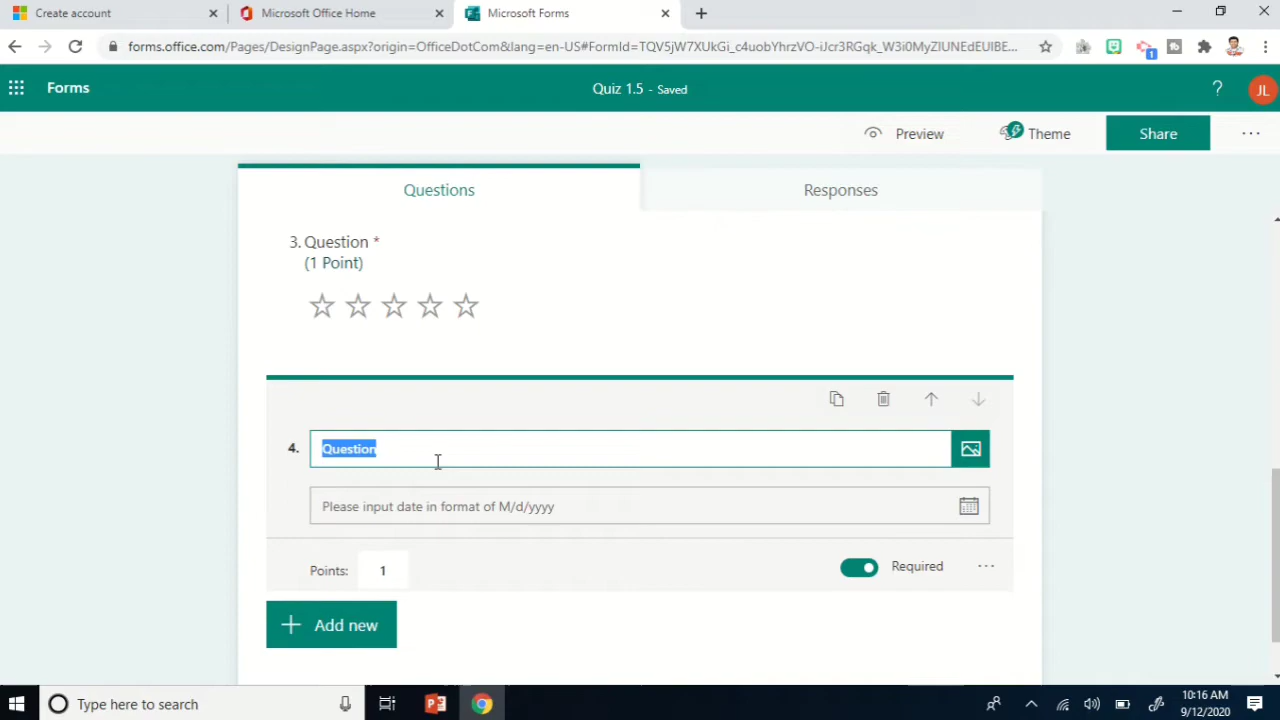 Create account
Microsoft Office Home
Microsoft Forms
forms.office.com/Pages/DesignPage.aspx?origin=OfficeDotCom&lang=en-US#FormId=TQV5jW7XUkGi_c4uobYhrzVO-iJcr3RGqk_W3i0MyZlUNEdEUlBE...
1
Forms
Quiz 1.5 - Saved
?
JL
Preview
Theme
Share
Questions
Responses
3. Question *
(1 Point)
4.
Question
Please input date in format of M/d/yyyy
Points:
1
Required
Add new
Type here to search
10:16 AM
9/12/2020